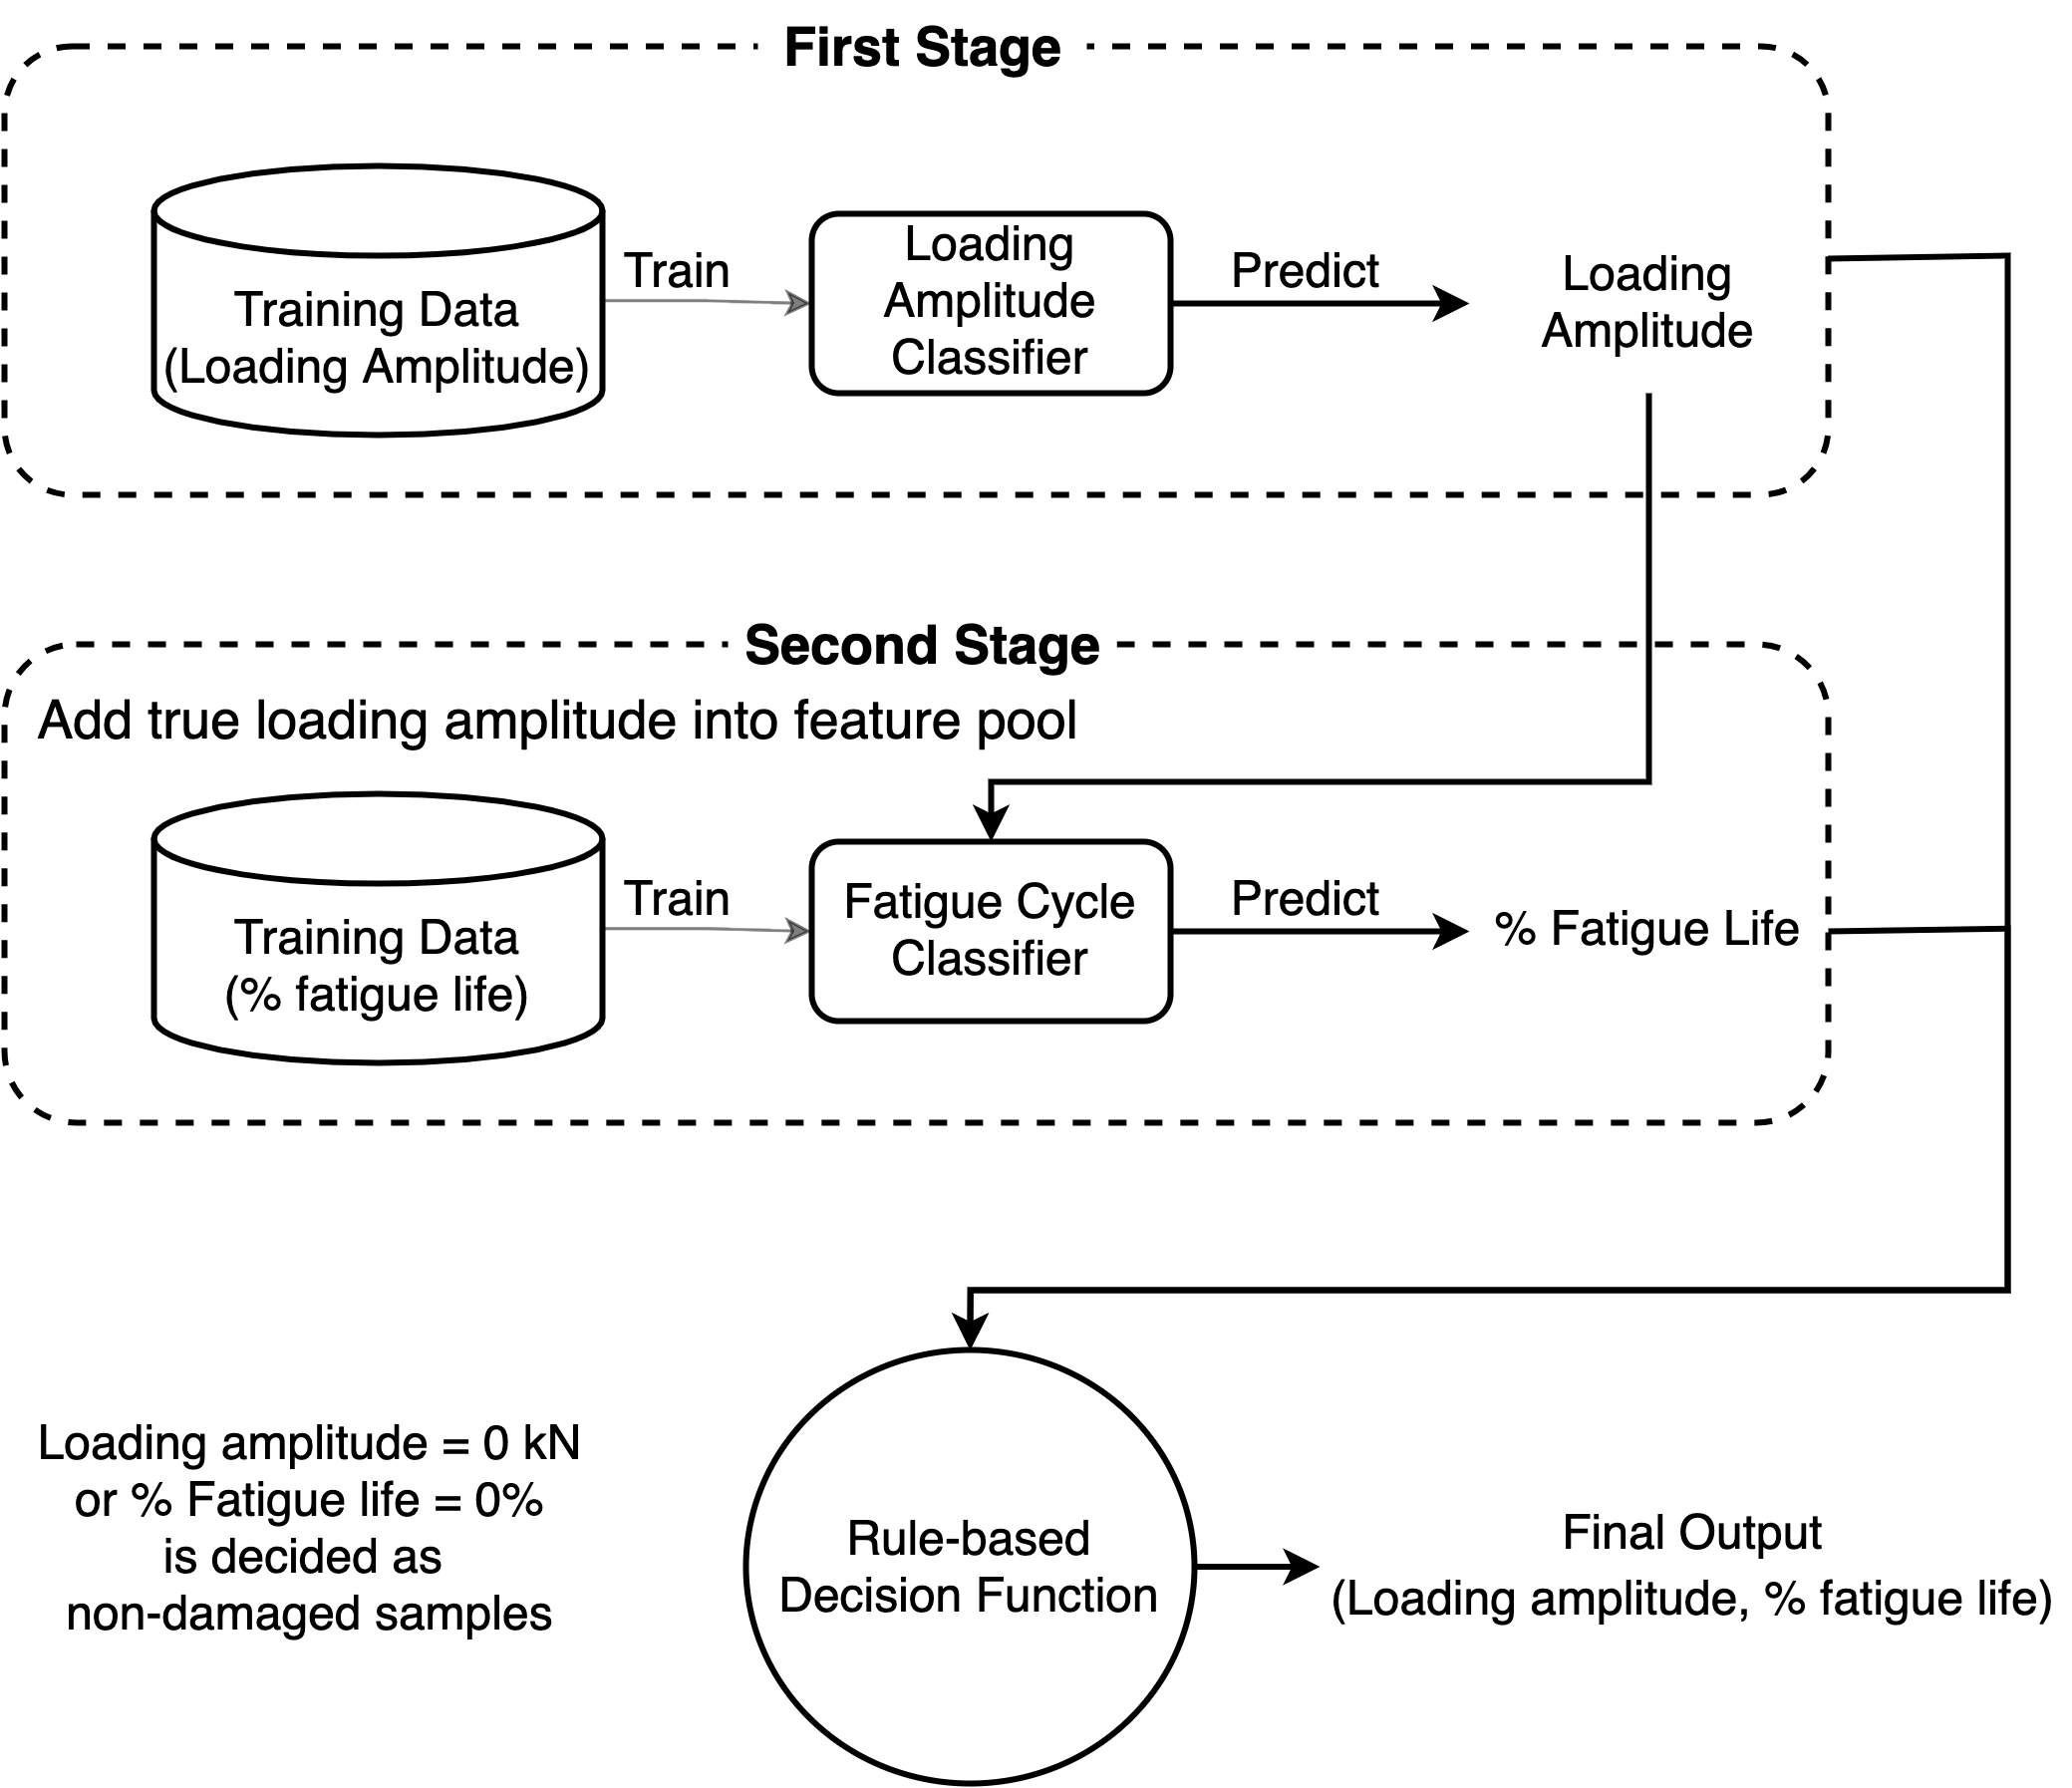 First Stage
Training Data
(Loading Amplitude)
Train
Loading
Amplitude
Classifier
Predict
Loading
Amplitude
Second Stage
Add true loading amplitude into feature pool
Training Data
(% fatigue life)
Train
Fatigue Cycle
Classifier
Predict
% Fatigue Life
Loading amplitude = 0 kN
or % Fatigue life = 0%
is decided as
non-damaged samples
Rule-based
Decision Function
Final Output
(Loading amplitude, % fatigue life)